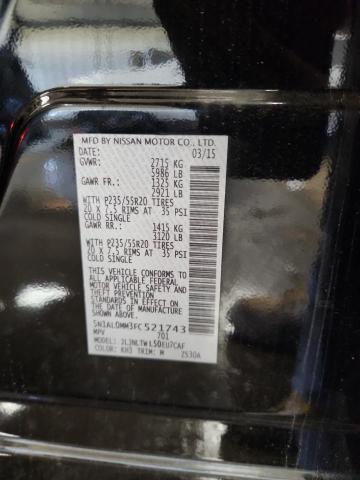 MFD BY NISSAN MOTOR CO., LTD.
DATE: 03/15
GVWR: 2715 KG
5986 LB
GAWR FR.: 1325 KG
2921 LB
WITH P235/55R20 TIRES
20 X 7.5 RIMS AT 35 PSI
COLD SINGLE
GAWR RR.: 1415 KG
3120 LB
WITH P235/55R20 TIRES
20 X 7.5 RIMS AT 35 PSI
COLD SINGLE
THIS VEHICLE CONFORMS TO
ALL APPLICABLE FEDERAL
MOTOR VEHICLE SAFETY AND
THEFT PREVENTION STANDARDS
IN EFFECT ON THE DATE OF
MANUFACTURE SHOWN ABOVE.
5N1AL0MM3FC521743
MPV 701
MODEL: JLJNLTWL50EU7CAF
COLOR: KH3 TRIM: M ZS30A